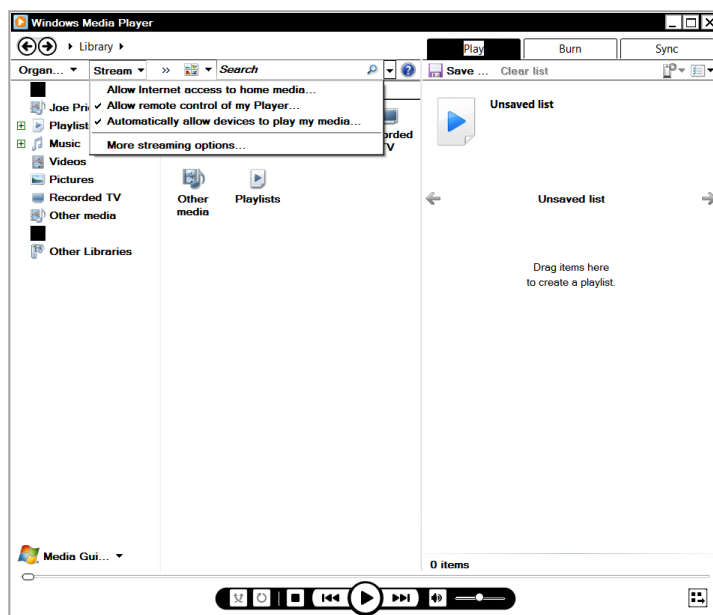 Windows Media Player
Library
Play Burn Sync
Organ... Stream » Search
Save ... Clear list
Allow Internet access to home media...
Allow remote control of my Player...
Automatically allow devices to play my media...
More streaming options...
Joe Pri
Playlist
Music
Videos
Pictures
Recorded TV
Other media
Other Libraries
orded
TV
Other
media
Playlists
Unsaved list
Unsaved list
Drag items here
to create a playlist.
Media Gui...
0 items